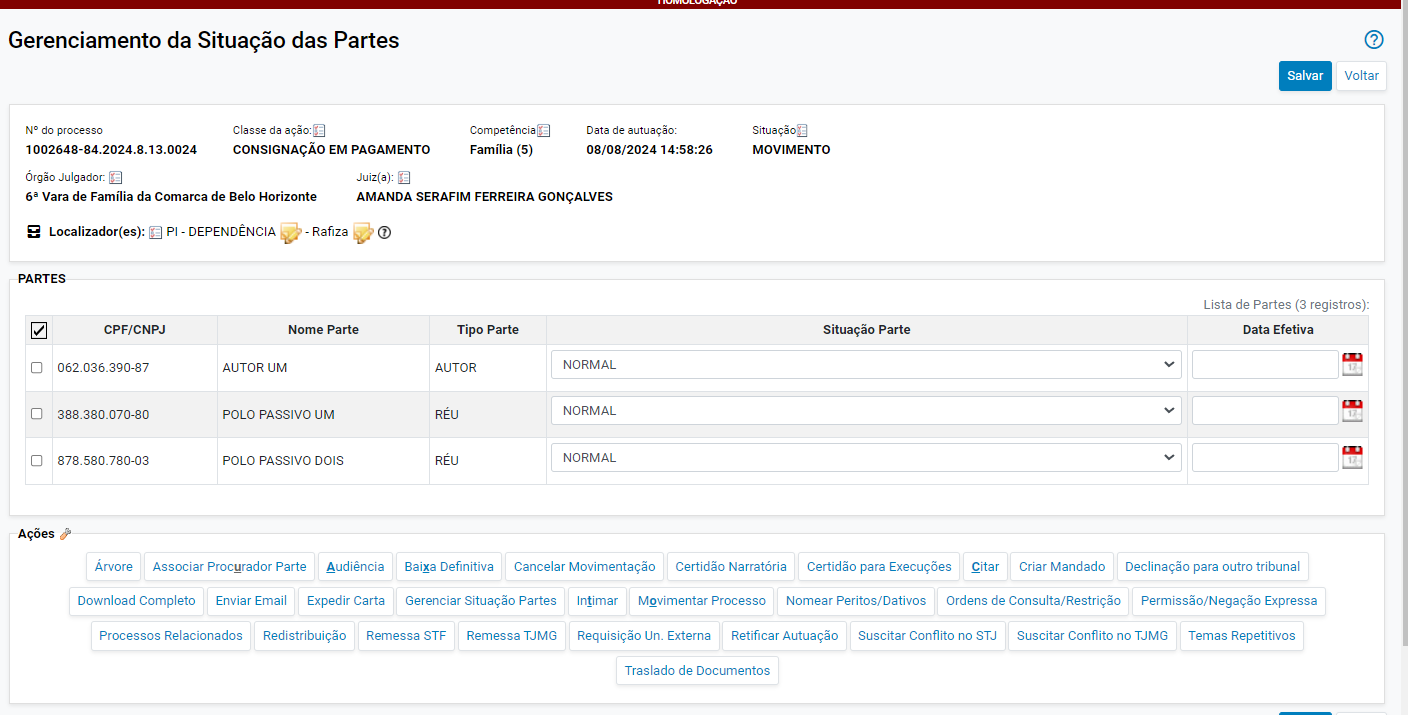 HOMOLOGAÇÃO
Gerenciamento da Situação das Partes
Salvar Voltar
Nº do processo Classe da ação: Competência Data de autuação: Situação
1002648-84.2024.8.13.0024 CONSIGNAÇÃO EM PAGAMENTO Família (5) 08/08/2024 14:58:26 MOVIMENTO
Órgão Julgador: Juiz(a):
6ª Vara de Família da Comarca de Belo Horizonte AMANDA SERAFIM FERREIRA GONÇALVES
Localizador(es): PI - DEPENDÊNCIA - Rafiza
PARTES
Lista de Partes (3 registros):
CPF/CNPJ Nome Parte Tipo Parte Situação Parte Data Efetiva
062.036.390-87 AUTOR UM AUTOR NORMAL
388.380.070-80 POLO PASSIVO UM RÉU NORMAL
878.580.780-03 POLO PASSIVO DOIS RÉU NORMAL
Ações
Árvore Associar Procurador Parte Audiência Baixa Definitiva Cancelar Movimentação Certidão Narratória Certidão para Execuções Citar Criar Mandado Declinação para outro tribunal
Download Completo Enviar Email Expedir Carta Gerenciar Situação Partes Intimar Movimentar Processo Nomear Peritos/Dativos Ordens de Consulta/Restrição Permissão/Negação Expressa
Processos Relacionados Redistribuição Remessa STF Remessa TJMG Requisição Un. Externa Retificar Autuação Suscitar Conflito no STJ Suscitar Conflito no TJMG Temas Repetitivos
Traslado de Documentos